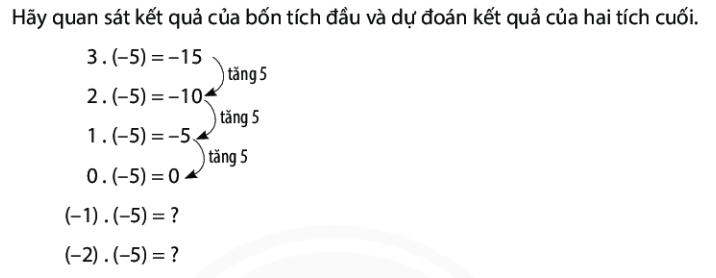 Hãy quan sát kết quả của bốn tích đầu và dự đoán kết quả của hai tích cuối.
3 . (–5) = –15
tăng 5
2 . (–5) = –10
tăng 5
1 . (–5) = –5
tăng 5
0 . (–5) = 0
(–1) . (–5) = ?
(–2) . (–5) = ?